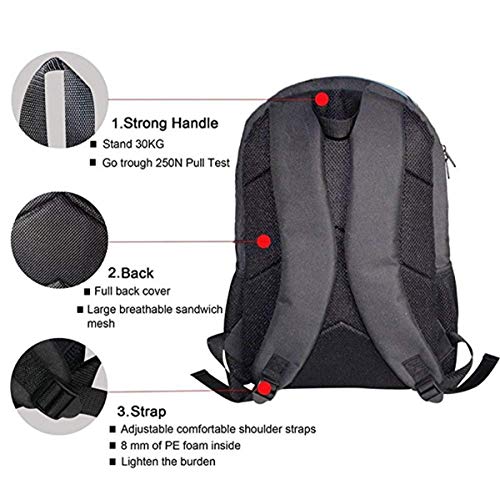 1.Strong Handle
Stand 30KG
Go trough 250N Pull Test
2.Back
Full back cover
Large breathable sandwich
mesh
3.Strap
Adjustable comfortable shoulder straps
8 mm of PE foam inside
Lighten the burden